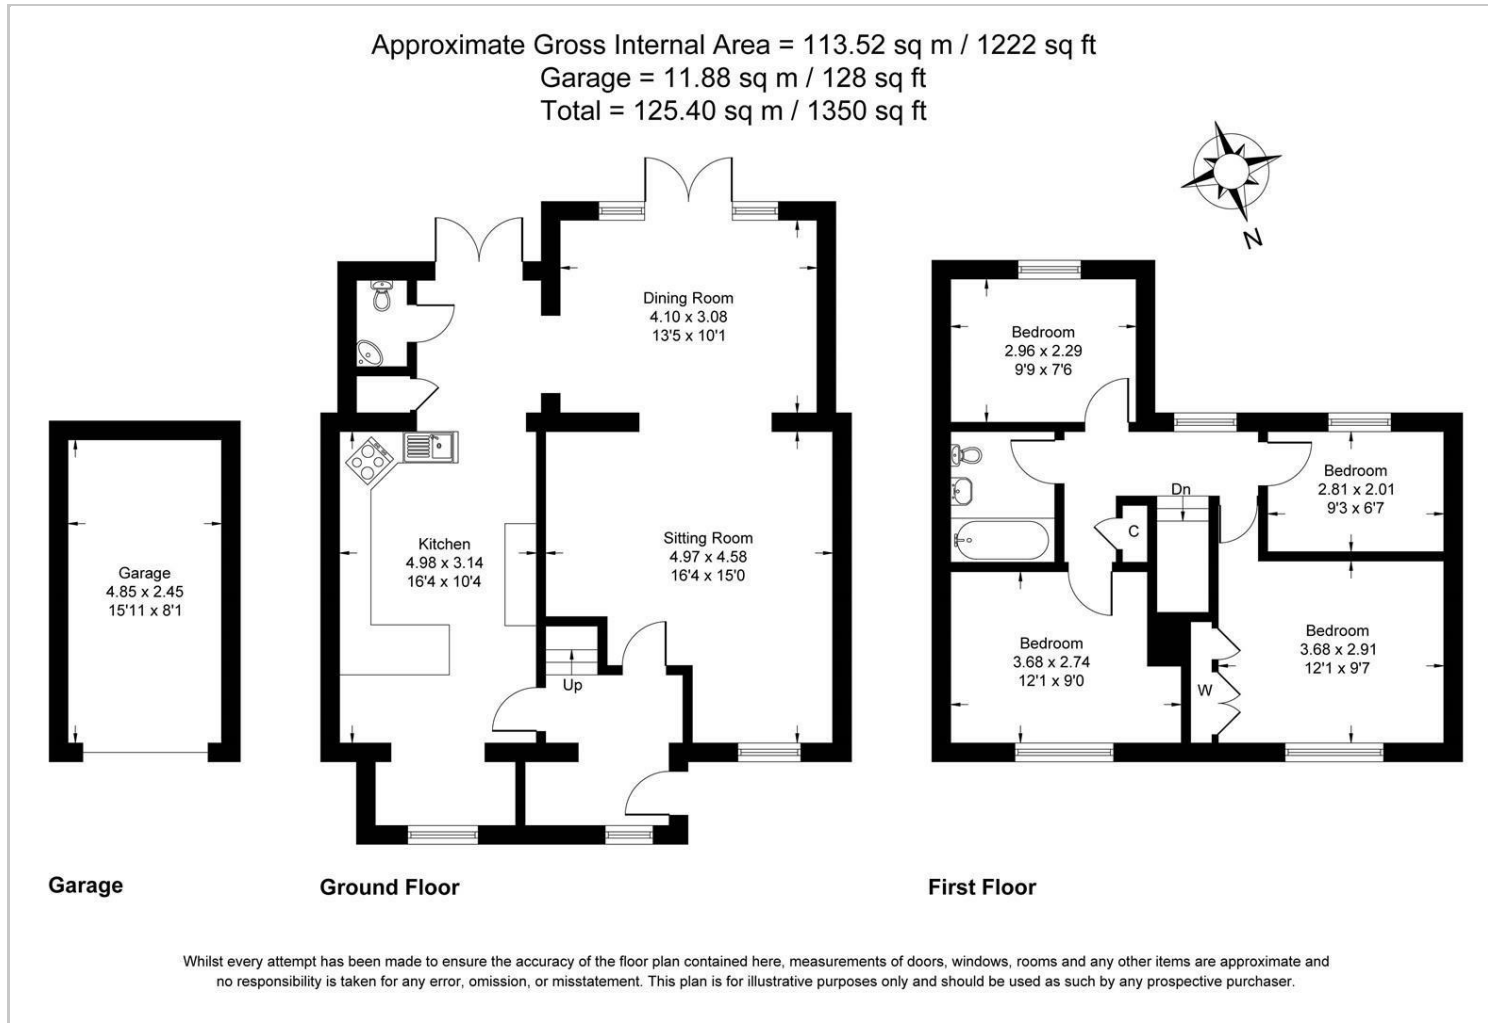 Approximate Gross Internal Area = 113.52 sq m / 1222 sq ft
Garage = 11.88 sq m / 128 sq ft
Total = 125.40 sq m / 1350 sq ft
N
Garage
4.85 x 2.45
15'11 x 8'1
Dining Room
4.10 x 3.08
13'5 x 10'1
Kitchen
4.98 x 3.14
16'4 x 10'4
Sitting Room
4.97 x 4.58
16'4 x 15'0
Up
Bedroom
2.96 x 2.29
9'9 x 7'6
Bedroom
2.81 x 2.01
9'3 x 6'7
Dn
C
Bedroom
3.68 x 2.74
12'1 x 9'0
W
Bedroom
3.68 x 2.91
12'1 x 9'7
Garage
Ground Floor
First Floor
Whilst every attempt has been made to ensure the accuracy of the floor plan contained here, measurements of doors, windows, rooms and any other items are approximate and
no responsibility is taken for any error, omission, or misstatement. This plan is for illustrative purposes only and should be used as such by any prospective purchaser.